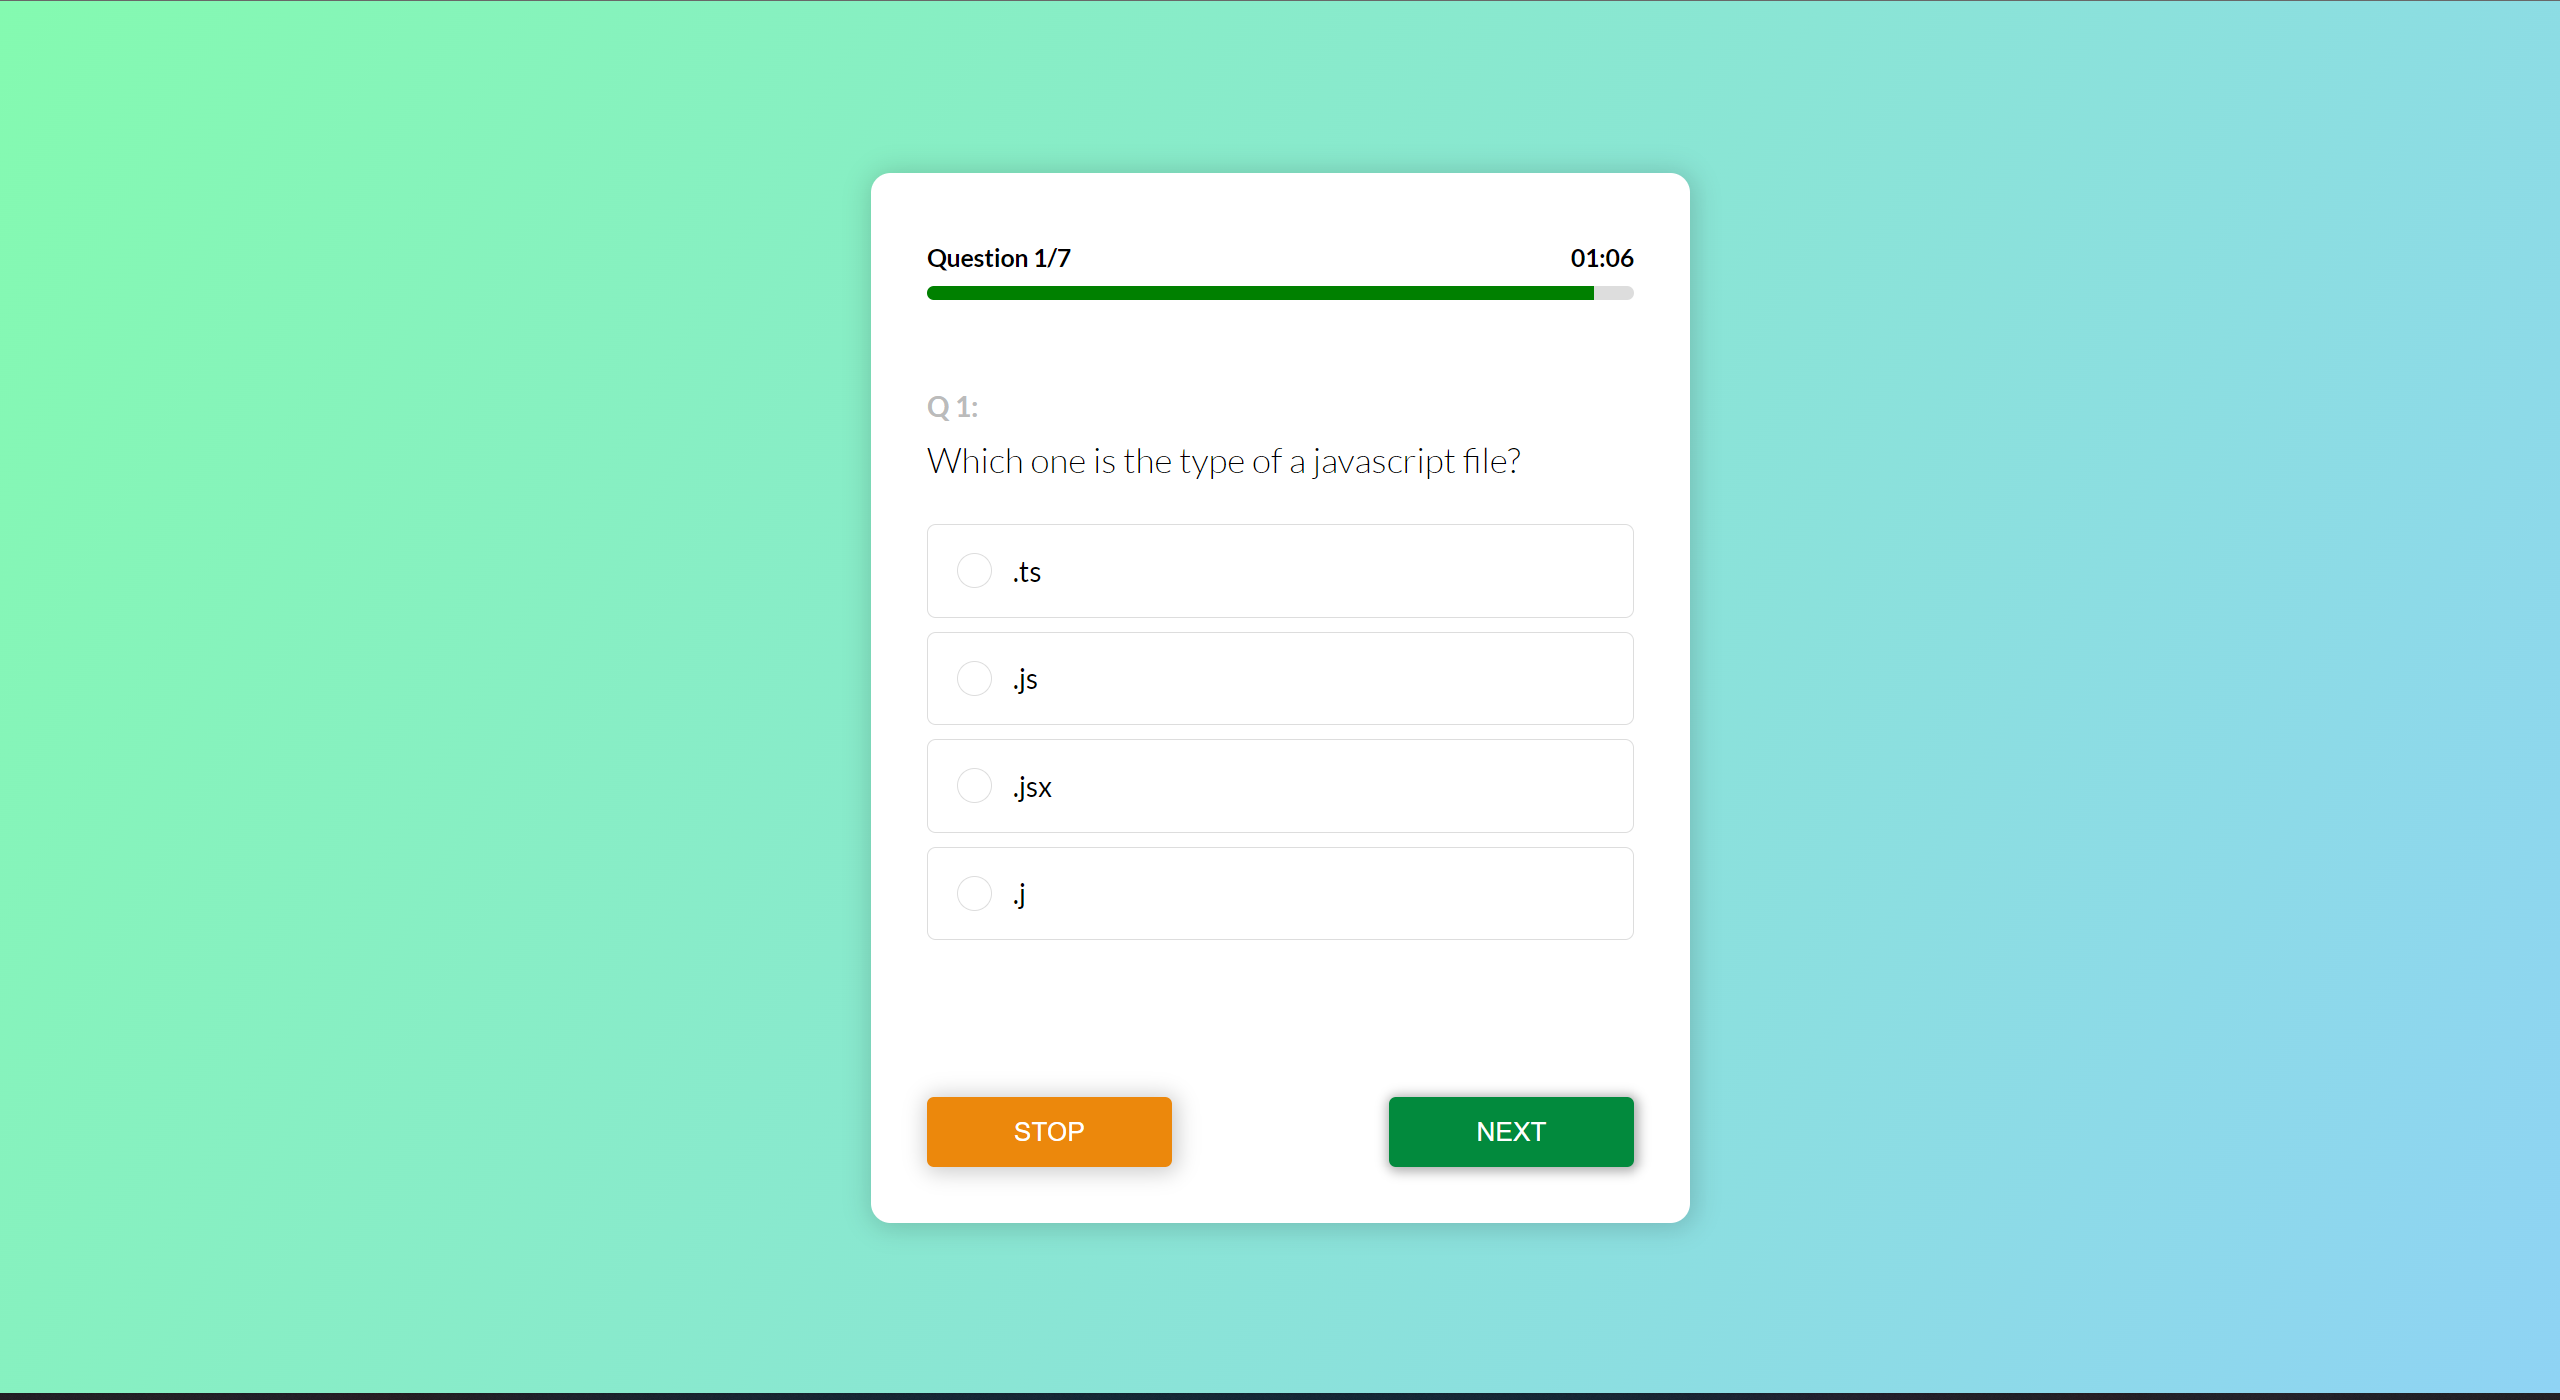 Question 1/7 01:06
Q 1:
Which one is the type of a javascript file?
.ts
.js
.jsx
.j
STOP NEXT